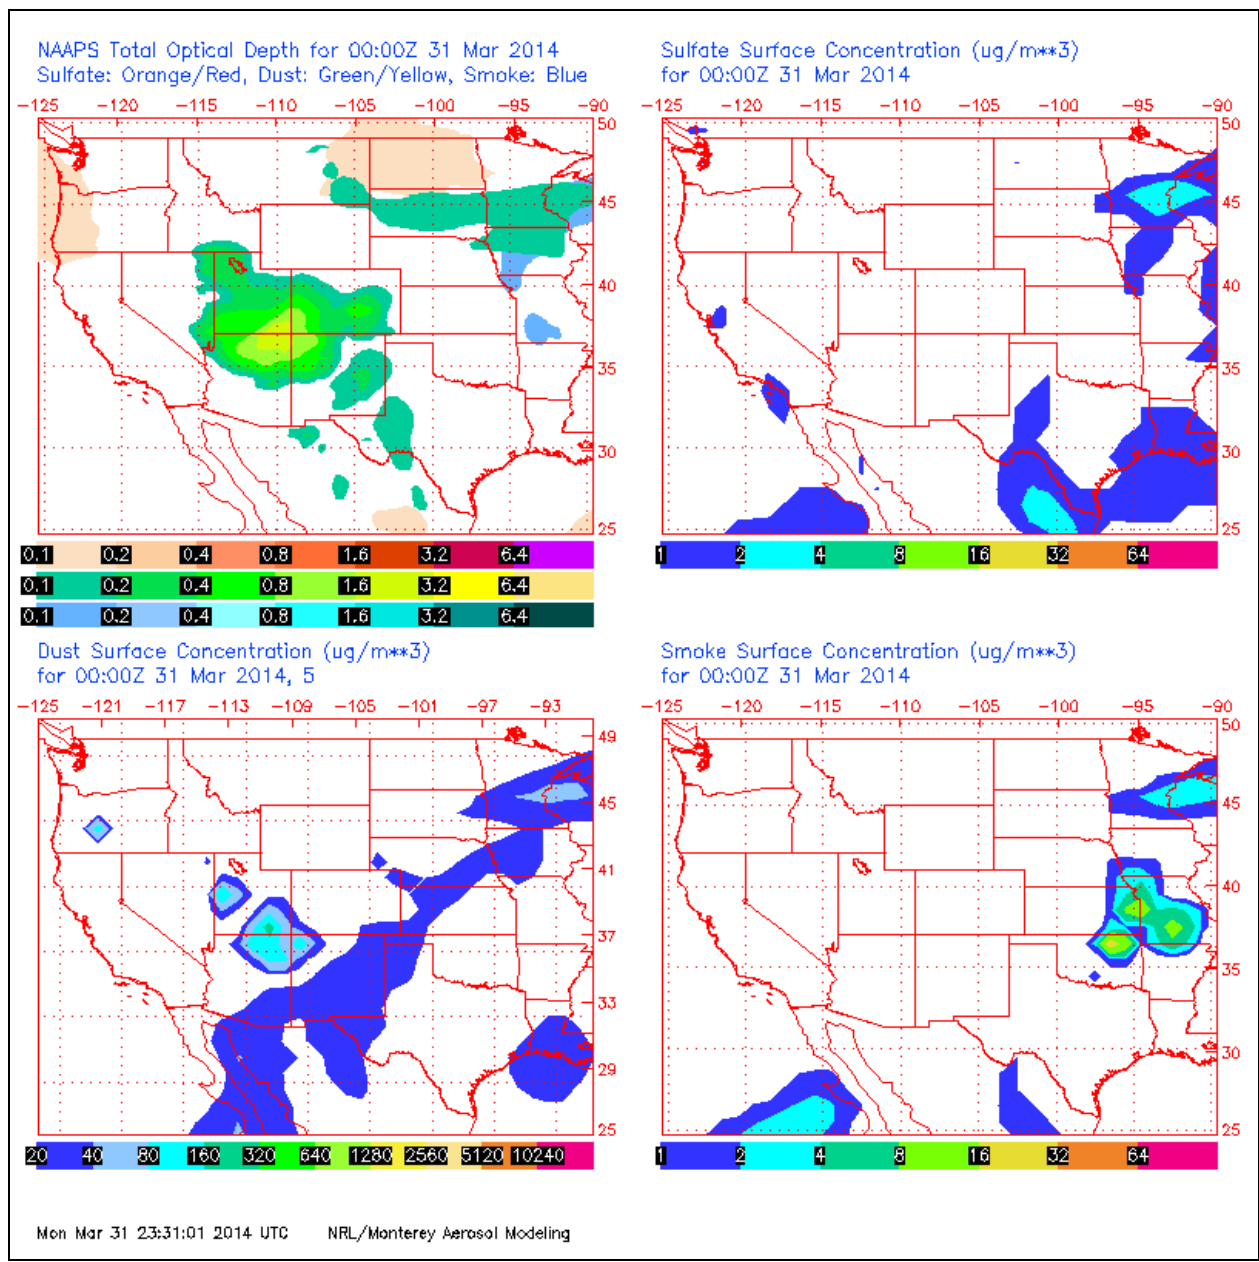 NAAPS Total Optical Depth for 00:00Z 31 Mar 2014
Sulfate: Orange/Red, Dust: Green/Yellow, Smoke: Blue
-125 -120 -115 -110 -105 -100 -95 -90
50
45
40
35
30
25
0.1 0.2 0.4 0.8 1.6 3.2 6.4
0.1 0.2 0.4 0.8 1.6 3.2 6.4
0.1 0.2 0.4 0.8 1.6 3.2 6.4
Sulfate Surface Concentration (ug/m**3)
for 00:00Z 31 Mar 2014
-125 -120 -115 -110 -105 -100 -95 -90
50
45
40
35
30
25
1 2 4 8 16 32 64
Dust Surface Concentration (ug/m**3)
for 00:00Z 31 Mar 2014, 5
-125 -121 -117 -113 -109 -105 -101 -97 -93
49
45
41
37
33
29
25
20 40 80 160 320 640 1280 2560 5120 10240
Smoke Surface Concentration (ug/m**3)
for 00:00Z 31 Mar 2014
-125 -120 -115 -110 -105 -100 -95 -90
50
45
40
35
30
25
1 2 4 8 16 32 64
Mon Mar 31 23:31:01 2014 UTC NRL/Monterey Aerosol Modeling